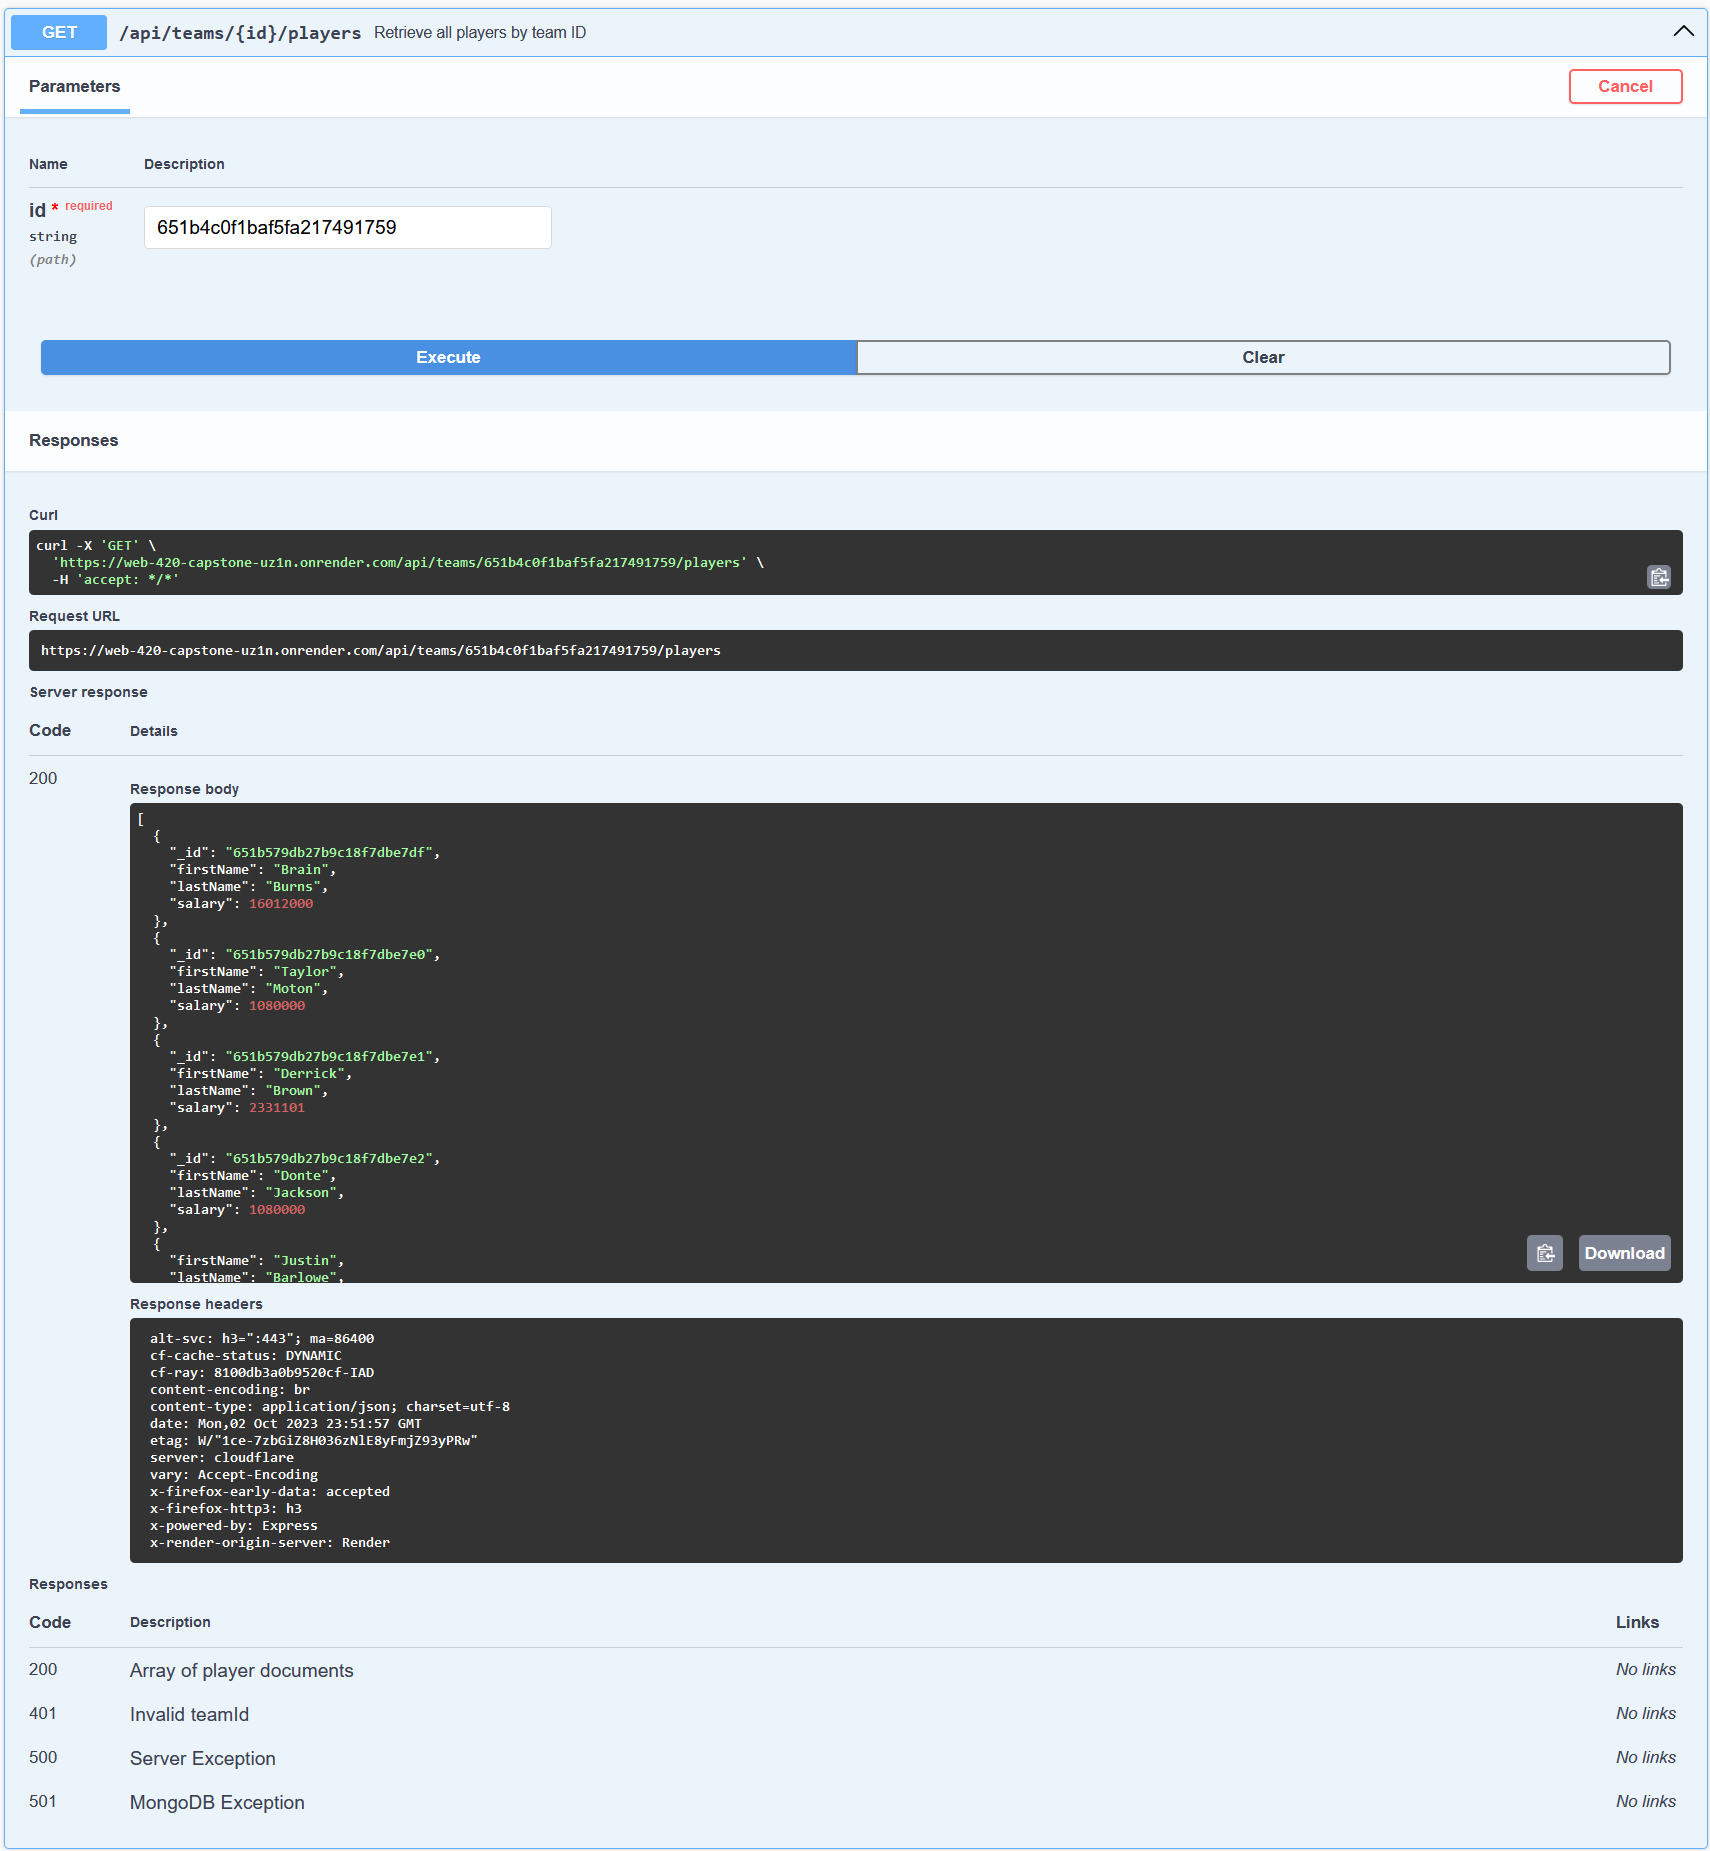 GET /api/teams/{id}/players Retrieve all players by team ID
Parameters
Cancel
Name Description
id * required
string
(path)
651b4c0f1baf5fa217491759
Execute
Clear
Responses
Curl
curl -X 'GET' \
'https://web-420-capstone-uz1n.onrender.com/api/teams/651b4c0f1baf5fa217491759/players' \
-H 'accept: */*'
Request URL
https://web-420-capstone-uz1n.onrender.com/api/teams/651b4c0f1baf5fa217491759/players
Server response
Code Details
200
Response body
[
{
"_id": "651b579db27b9c18f7dbe7df",
"firstName": "Brain",
"lastName": "Burns",
"salary": 16012000
},
{
"_id": "651b579db27b9c18f7dbe7e0",
"firstName": "Taylor",
"lastName": "Moton",
"salary": 1080000
},
{
"_id": "651b579db27b9c18f7dbe7e1",
"firstName": "Derrick",
"lastName": "Brown",
"salary": 2331101
},
{
"_id": "651b579db27b9c18f7dbe7e2",
"firstName": "Donte",
"lastName": "Jackson",
"salary": 1080000
},
{
"firstName": "Justin",
"lastName": "Barlowe",
Download
Response headers
alt-svc: h3=":443"; ma=86400
cf-cache-status: DYNAMIC
cf-ray: 8100db3a0b9520cf-IAD
content-encoding: br
content-type: application/json; charset=utf-8
date: Mon,02 Oct 2023 23:51:57 GMT
etag: W/"1ce-7zbGiZ8H036zNlE8yFmjZ93yPRw"
server: cloudflare
vary: Accept-Encoding
x-firefox-early-data: accepted
x-firefox-http3: h3
x-powered-by: Express
x-render-origin-server: Render
Responses
Code Description Links
200 Array of player documents No links
401 Invalid teamId No links
500 Server Exception No links
501 MongoDB Exception No links